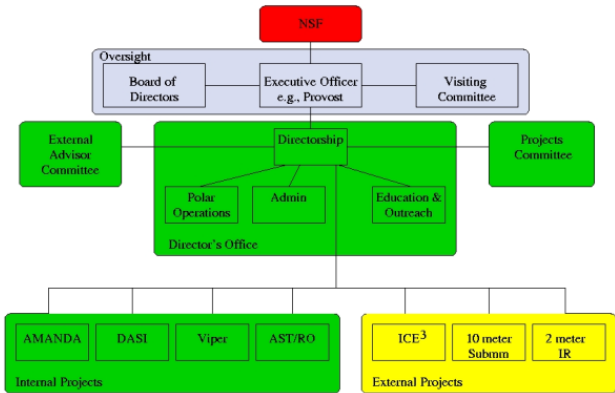 NSF
Oversight
Board of
Directors
Executive Officer
e.g., Provost
Visiting
Committee
External
Advisor
Committee
Directorship
Projects
Committee
Polar
Operations
Admin
Education &
Outreach
Director's Office
AMANDA
DASI
Viper
AST/RO
ICE³
10 meter
Submm
2 meter
IR
Internal Projects
External Projects